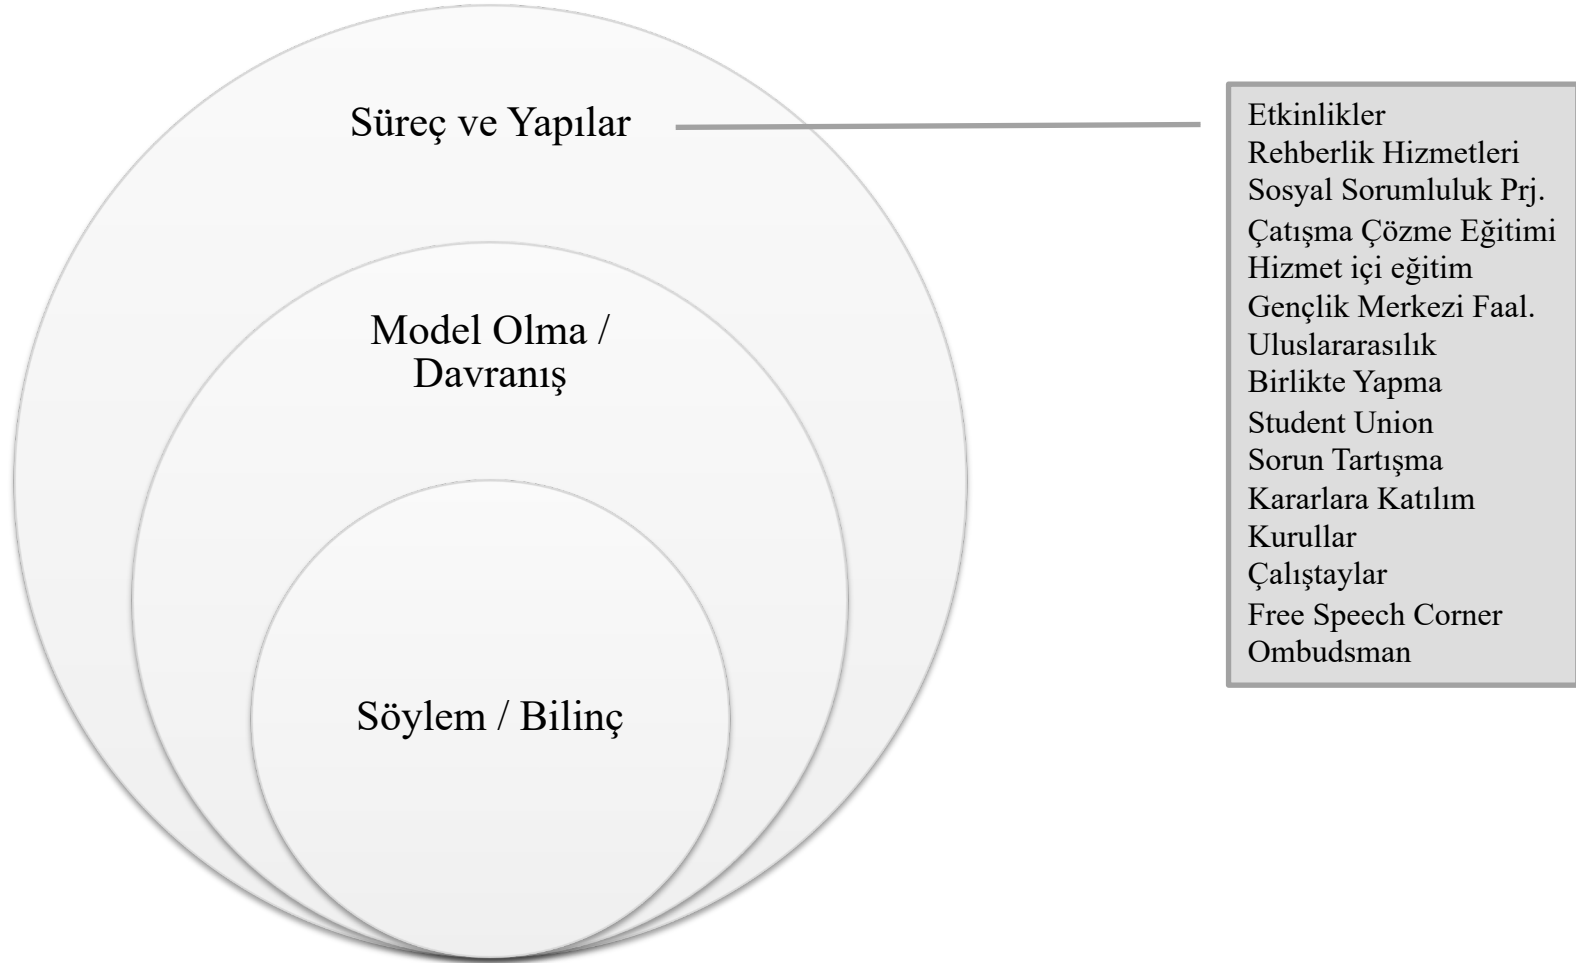 Süreç ve Yapılar
Model Olma /
Davranış
Söylem / Bilinç
Etkinlikler
Rehberlik Hizmetleri
Sosyal Sorumluluk Prj.
Çatışma Çözme Eğitimi
Hizmet içi eğitim
Gençlik Merkezi Faal.
Uluslararasılık
Birlikte Yapma
Student Union
Sorun Tartışma
Kararlara Katılım
Kurullar
Çalıştaylar
Free Speech Corner
Ombudsman